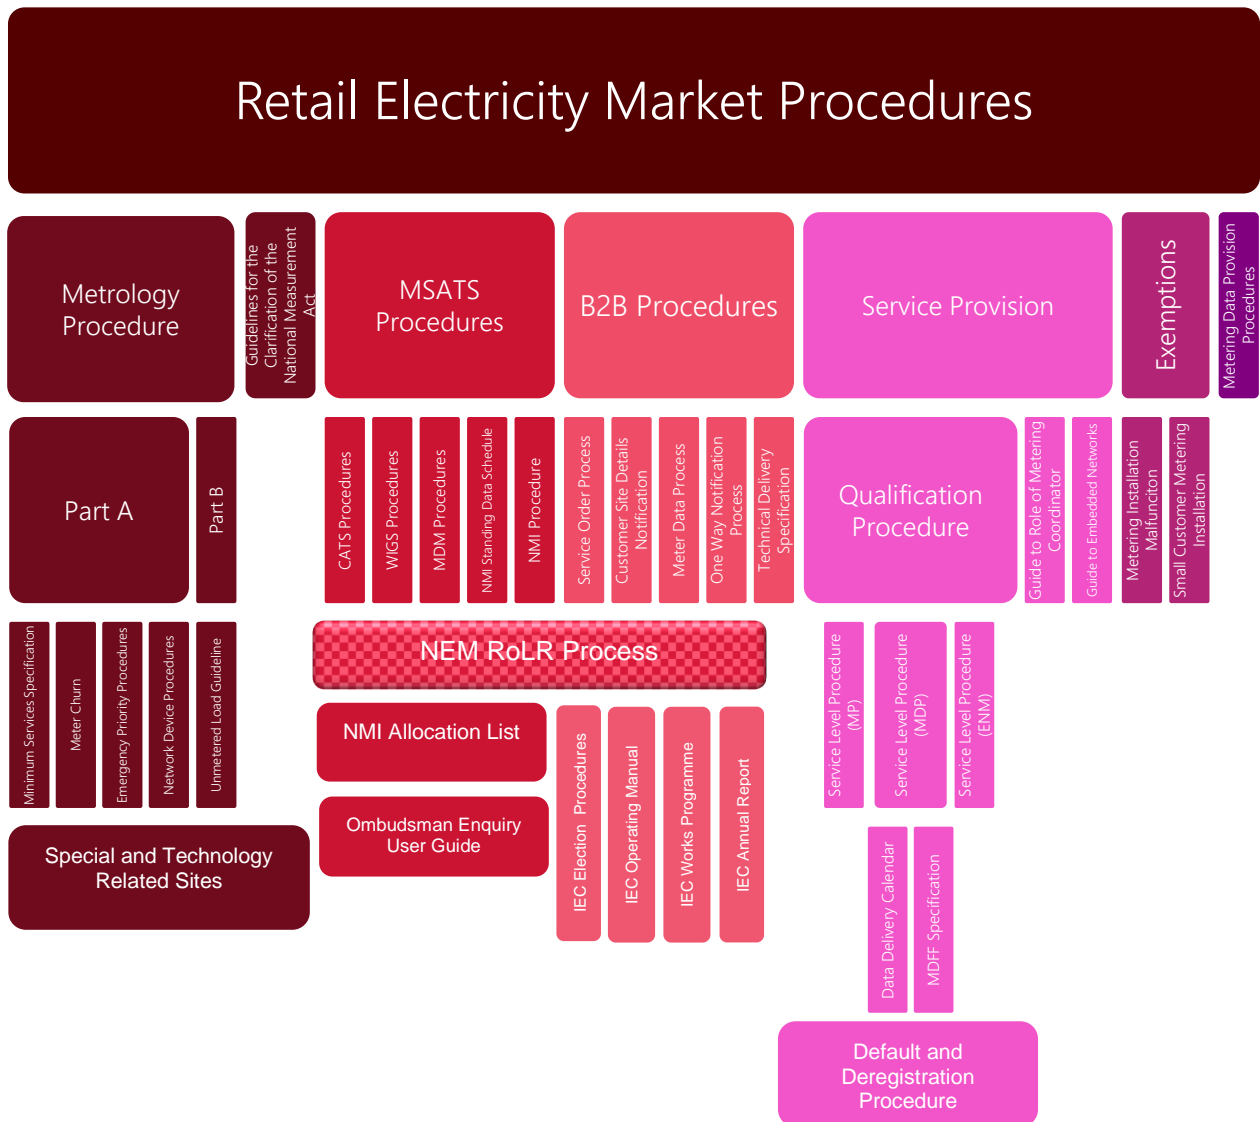 Retail Electricity Market Procedures
Metrology
Procedure
Guidelines for the
Clarification of the
National Measurement
Act
MSATS
Procedures
B2B Procedures
Service Provision
Exemptions
Metering Data Provision
Procedures
Part A
Part B
CATS Procedures
WIGS Procedures
MDM Procedures
NMI Standing Data Schedule
NMI Procedure
Service Order Process
Customer Site Details
Notification
Meter Data Process
One Way Notification
Process
Technical Delivery
Specification
Qualification
Procedure
Guide to Role of Metering
Coordinator
Guide to Embedded Networks
Metering Installation
Malfunciton
Small Customer Metering
Installation
Minimum Services Specification
Meter Churn
Emergency Priority Procedures
Network Device Procedures
Unmetered Load Guideline
NEM RoLR Process
Service Level Procedure
(MP)
Service Level Procedure
(MDP)
Service Level Procedure
(ENM)
NMI Allocation List
Ombudsman Enquiry
User Guide
IEC Election  Procedures
IEC Operating Manual
IEC Works Programme
IEC Annual Report
Special and Technology
Related Sites
Data Delivery Calendar
MDFF Specification
Default and
Deregistration
Procedure